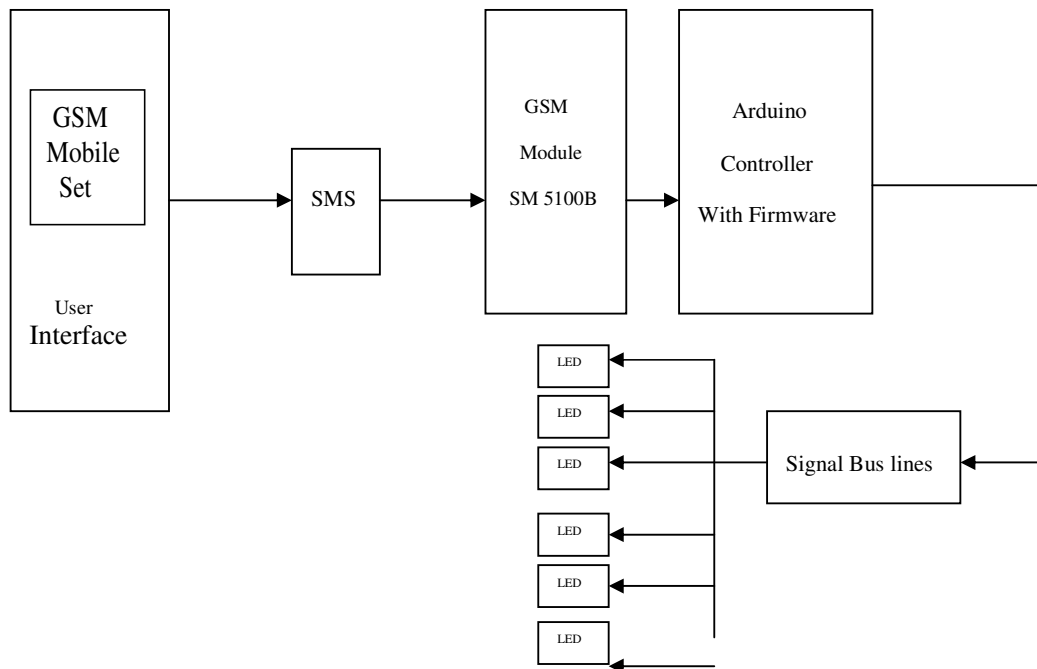 GSM
Mobile
Set
User
Interface
SMS
GSM
Module
SM 5100B
Arduino
Controller
With Firmware
LED
LED
LED
LED
LED
LED
Signal Bus lines